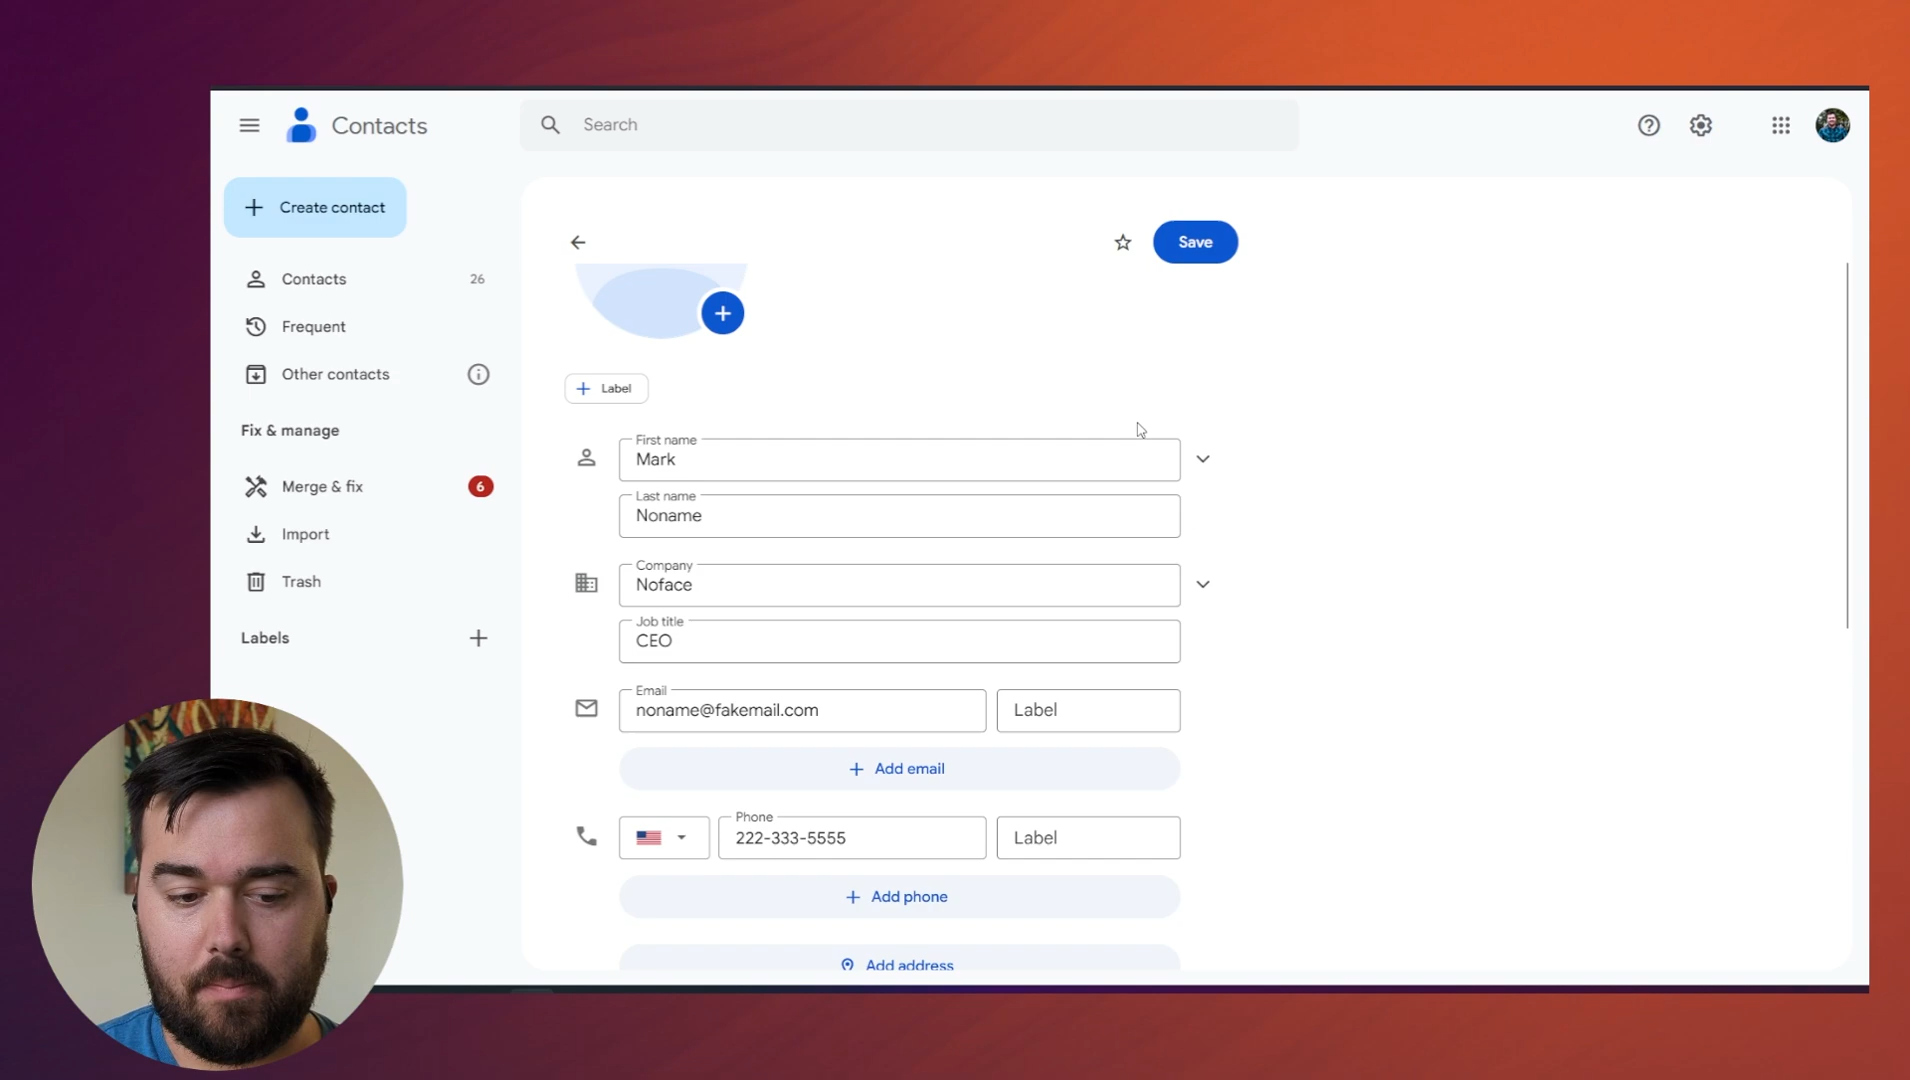 Contacts
Search
Create contact
Save
Contacts 26
Frequent
Other contacts
Label
Fix & manage
First name
Mark
Merge & fix 6
Last name
Noname
Import
Company
Noface
Trash
Job title
CEO
Labels
Email
noname@fakemail.com
Label
Add email
Phone
222-333-5555
Label
Add phone
Add address